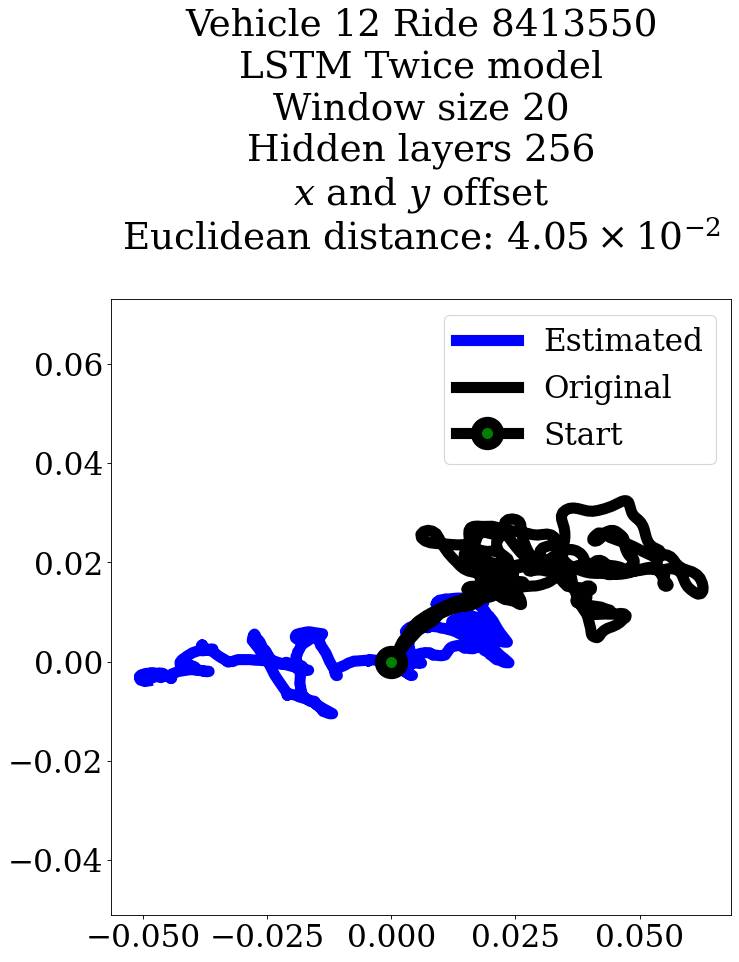 Vehicle 12 Ride 8413550
LSTM Twice model
Window size 20
Hidden layers 256
x and y offset
Euclidean distance: 4.05 × 10⁻²
Estimated
Original
Start
0.06
0.04
0.02
0.00
−0.02
−0.04
−0.050 −0.025 0.000 0.025 0.050